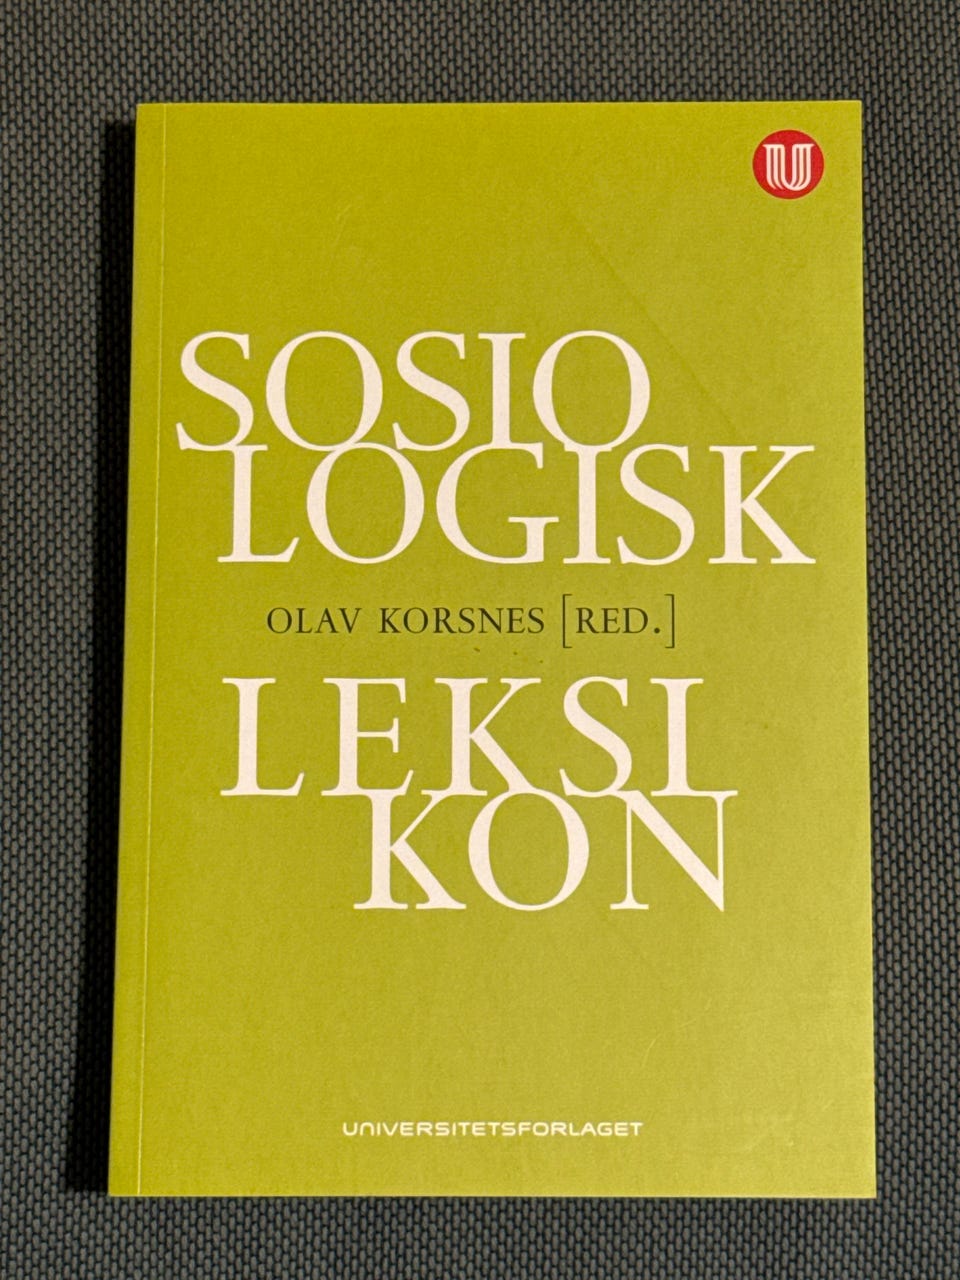 U
SOSIO
LOGISK
OLAV KORSNES [RED.]
LEKSI
KON
UNIVERSITETSFORLAGET